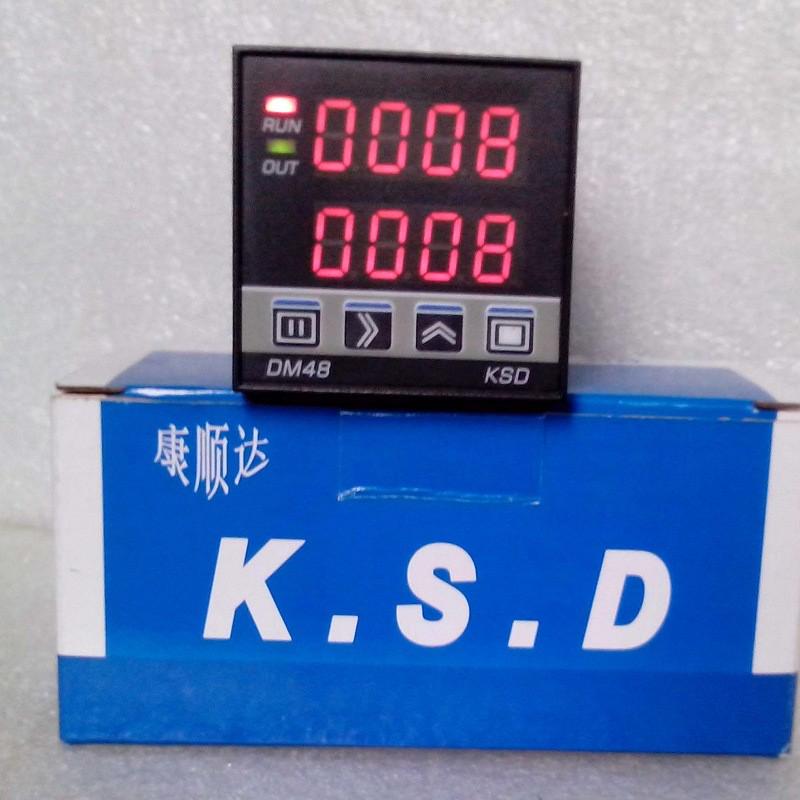 RUN
0008
OUT
0008
DM48 KSD
康顺达
K.S.D